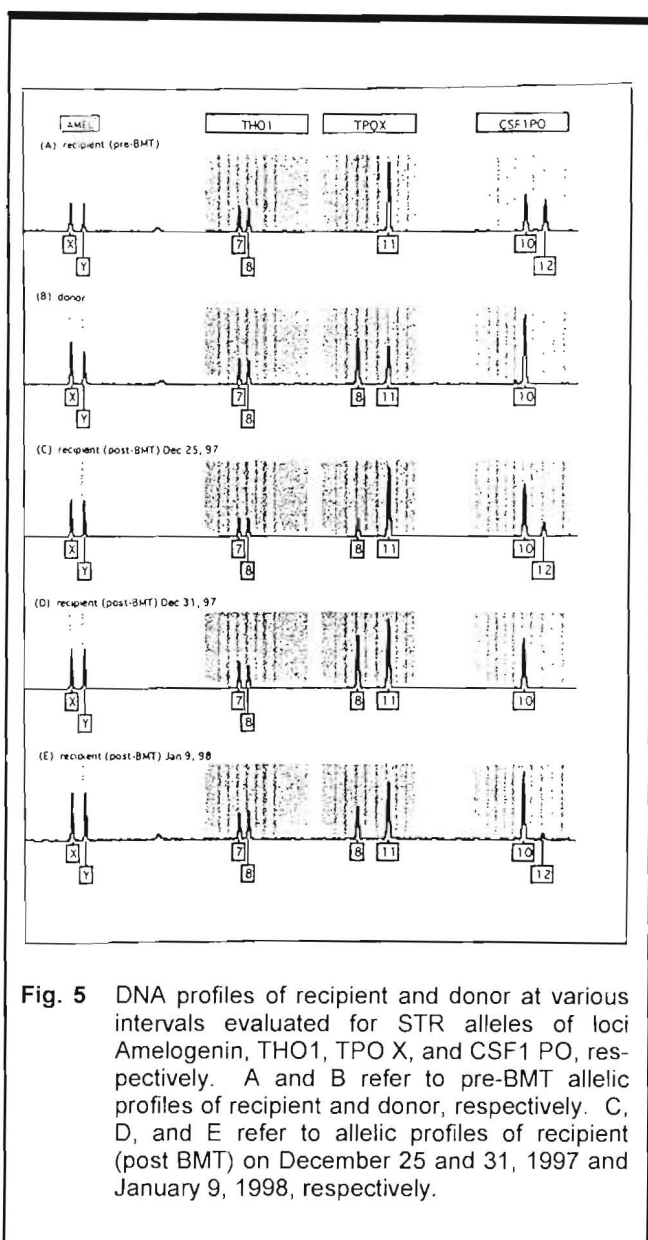 AMEL THO1 TPOX CSF1PO
(A) recipient (pre-BMT)
X 7 11 10
Y 8 12
(B) donor
X 7 8 11 10
Y 8
(C) recipient (post-BMT) Dec 25, 97
X 7 8 11 10
Y 8 12
(D) recipient (post-BMT) Dec 31, 97
X 7 8 11 10
Y 8
(E) recipient (post-BMT) Jan 9, 98
X 7 8 11 10
Y 8 12
Fig. 5 DNA profiles of recipient and donor at various
intervals evaluated for STR alleles of loci
Amelogenin, THO1, TPO X, and CSF1 PO, res-
pectively. A and B refer to pre-BMT allelic
profiles of recipient and donor, respectively. C,
D, and E refer to allelic profiles of recipient
(post BMT) on December 25 and 31, 1997 and
January 9, 1998, respectively.